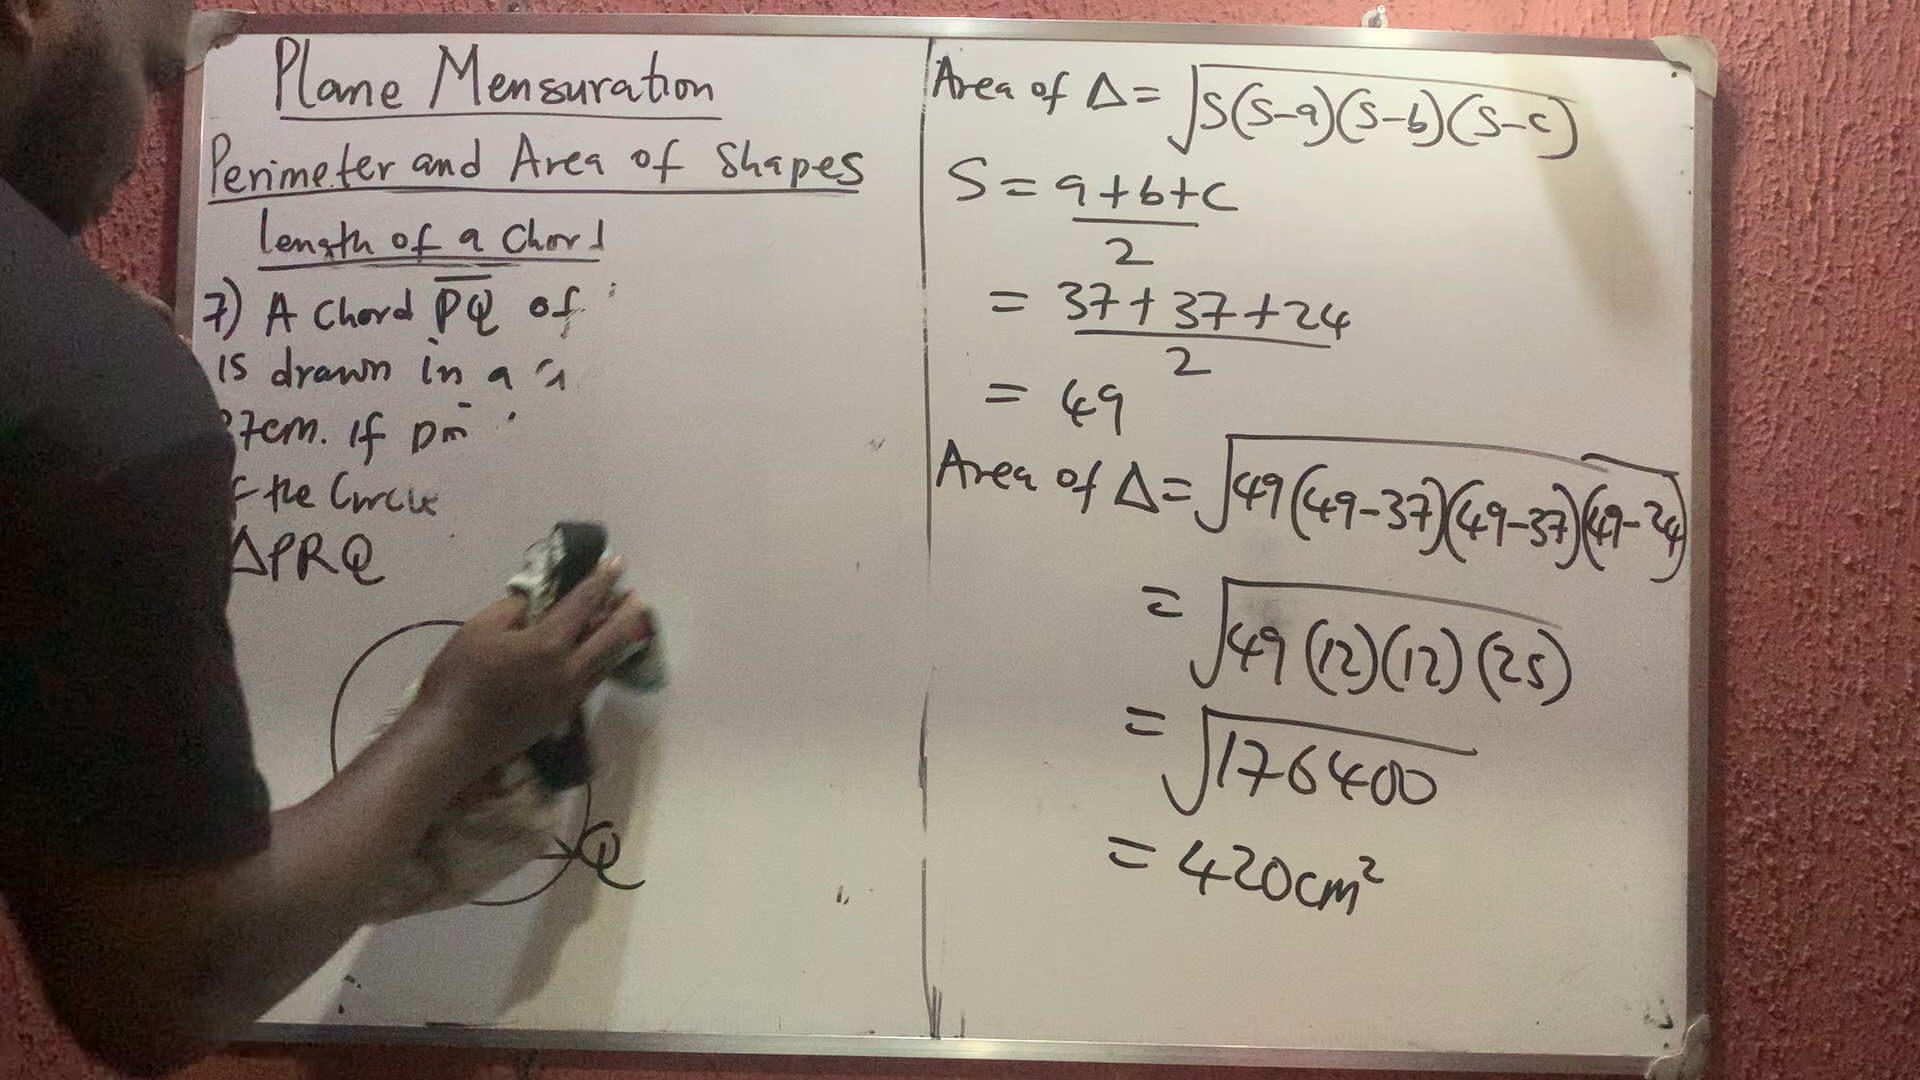 Plane Mensuration
Perimeter and Area of Shapes
Length of a Chord
7) A Chord P̅Q̅ of
is drawn in a
7cm. If
the Circle
△PRQ
Q
Area of △ = √S(S-a)(S-b)(S-c)
S = a+b+c
2
= 37+37+24
2
= 49
Area of △ = √49(49-37)(49-37)(49-24)
= √49(12)(12)(25)
= √176400
= 420cm²